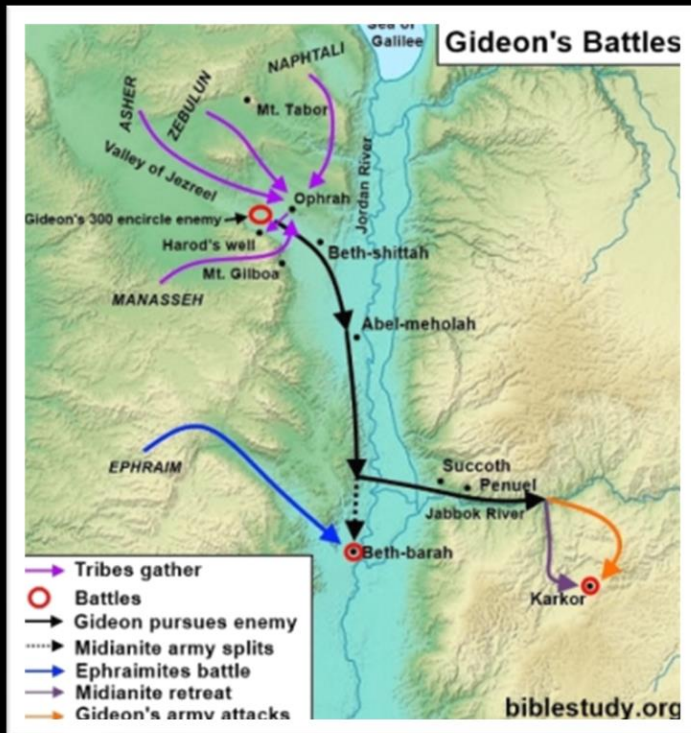 Sea of
Galilee
Gideon's Battles
NAPHTALI
ASHER
ZEBULUN
Mt. Tabor
Valley of Jezreel
Jordan River
Ophrah
Gideon's 300 encircle enemy
Harod's well
Beth-shittah
Mt. Gilboa
MANASSEH
Abel-meholah
EPHRAIM
Succoth
Penuel
Jabbok River
Beth-barah
Karkor
Tribes gather
Battles
Gideon pursues enemy
Midianite army splits
Ephraimites battle
Midianite retreat
Gideon's army attacks
biblestudy.org